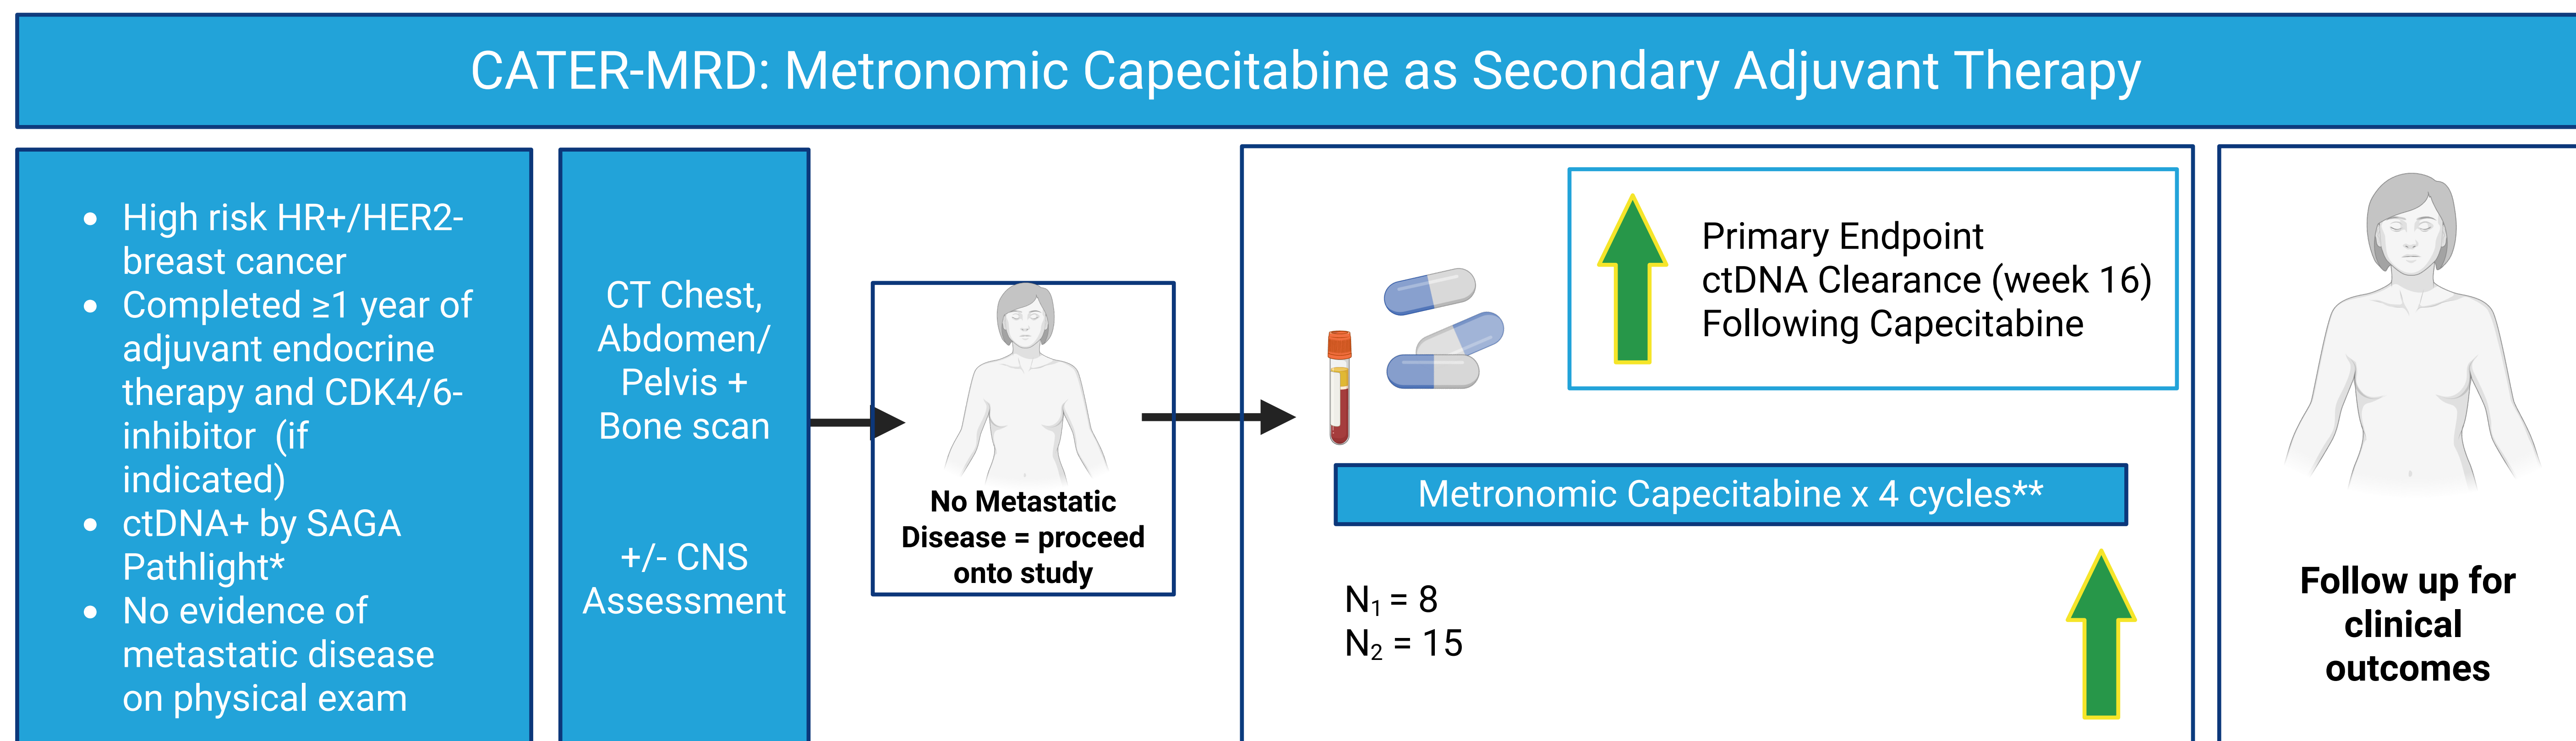 CATER-MRD: Metronomic Capecitabine as Secondary Adjuvant Therapy
• High risk HR+/HER2-
breast cancer
• Completed ≥1 year of
adjuvant endocrine
therapy and CDK4/6-
inhibitor (if
indicated)
• ctDNA+ by SAGA
Pathlight*
• No evidence of
metastatic disease
on physical exam
CT Chest,
Abdomen/
Pelvis +
Bone scan
+/- CNS
Assessment
No Metastatic
Disease = proceed
onto study
Primary Endpoint
ctDNA Clearance (week 16)
Following Capecitabine
Metronomic Capecitabine x 4 cycles**
N₁ = 8
N₂ = 15
Follow up for
clinical
outcomes